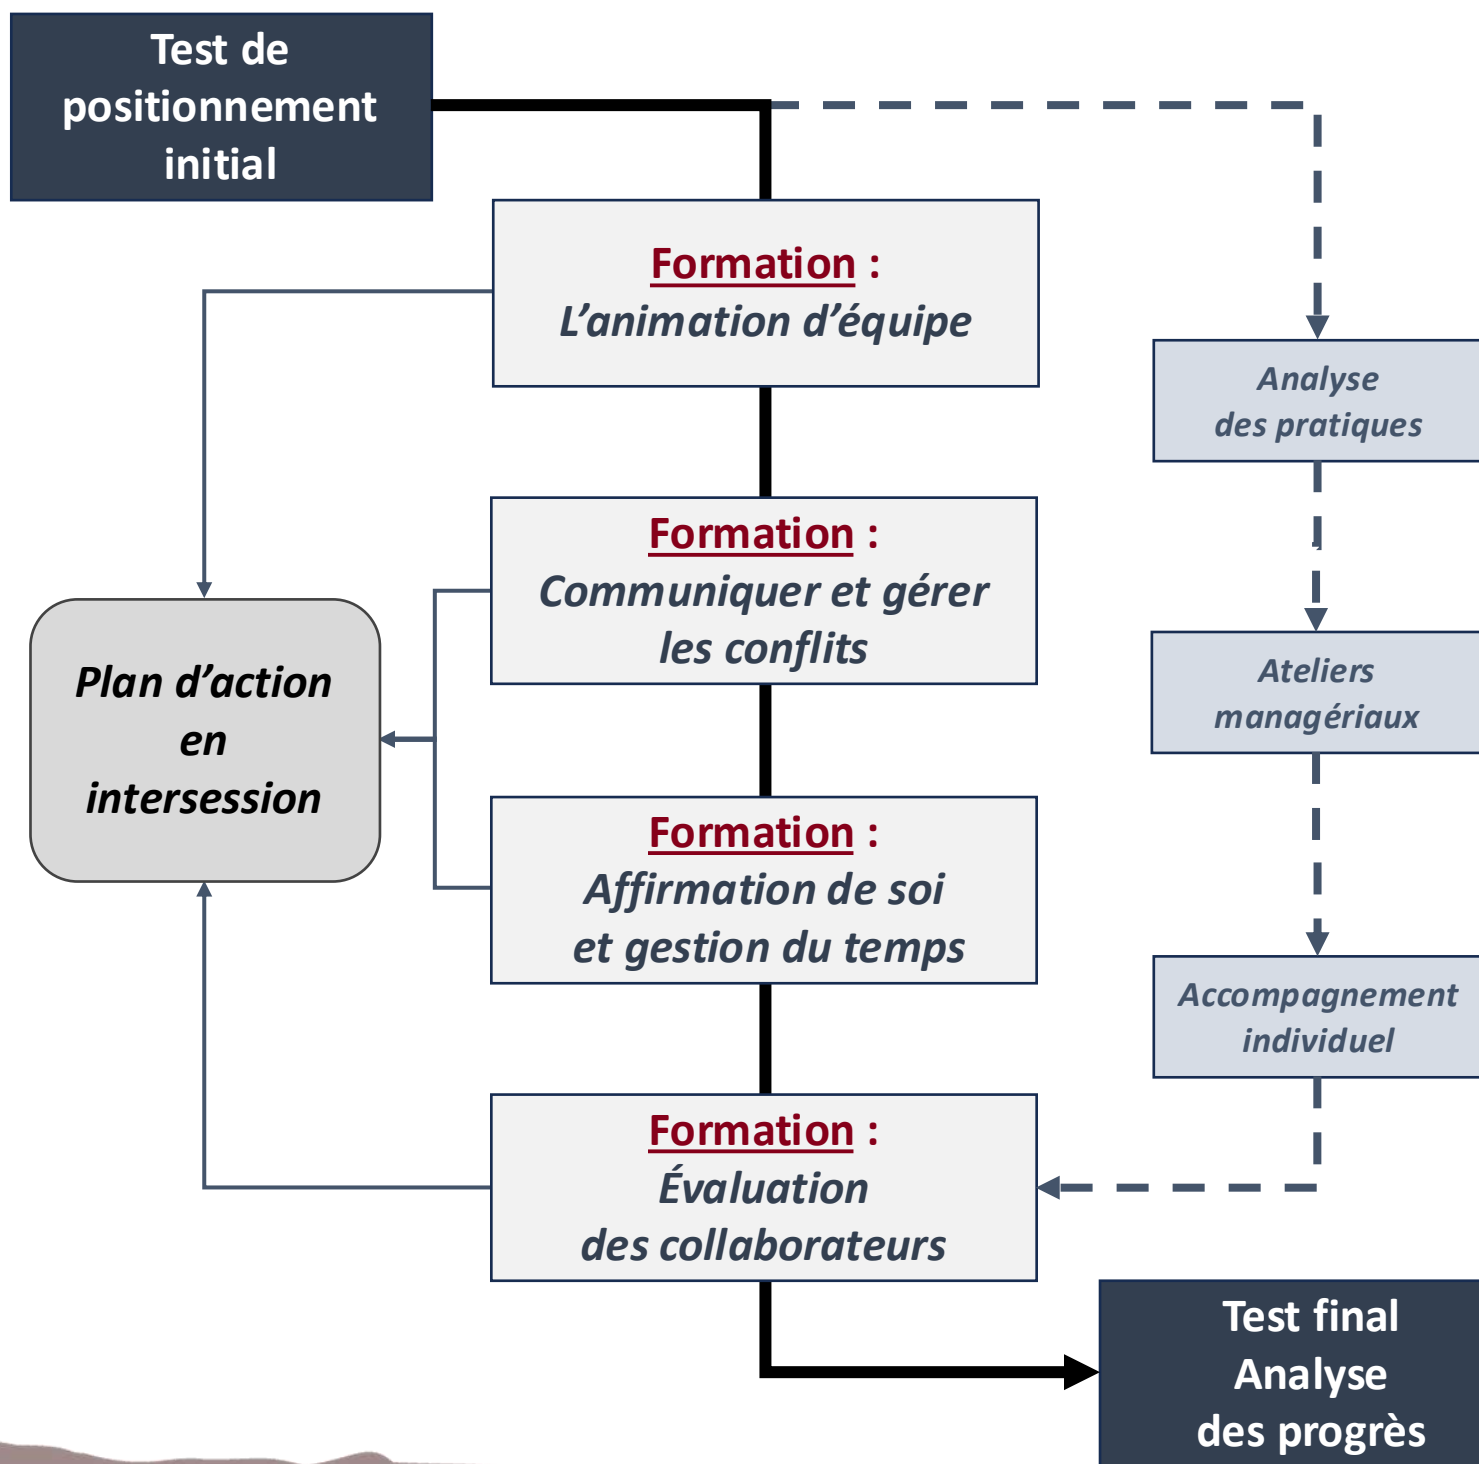 Test de
positionnement
initial
Formation :
L’animation d’équipe
Analyse
des pratiques
Formation :
Communiquer et gérer
les conflits
Plan d’action
en
intersession
Ateliers
managériaux
Formation :
Affirmation de soi
et gestion du temps
Accompagnement
individuel
Formation :
Évaluation
des collaborateurs
Test final
Analyse
des progrès